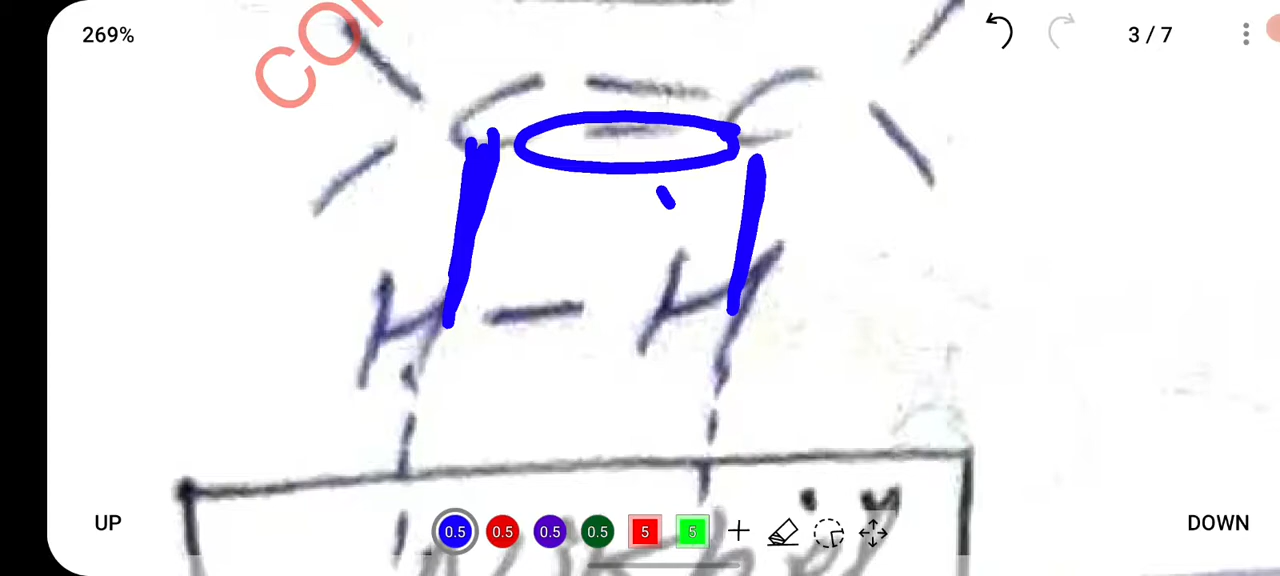 269%
3 / 7
C = C
H — H
UP
0.5 0.5 0.5 0.5 5 5
DOWN